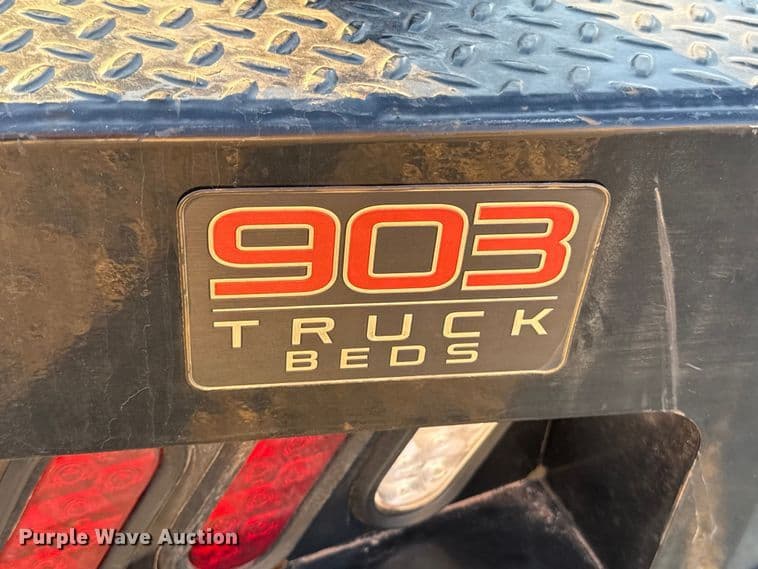 903
TRUCK
BEDS
Purple Wave Auction®